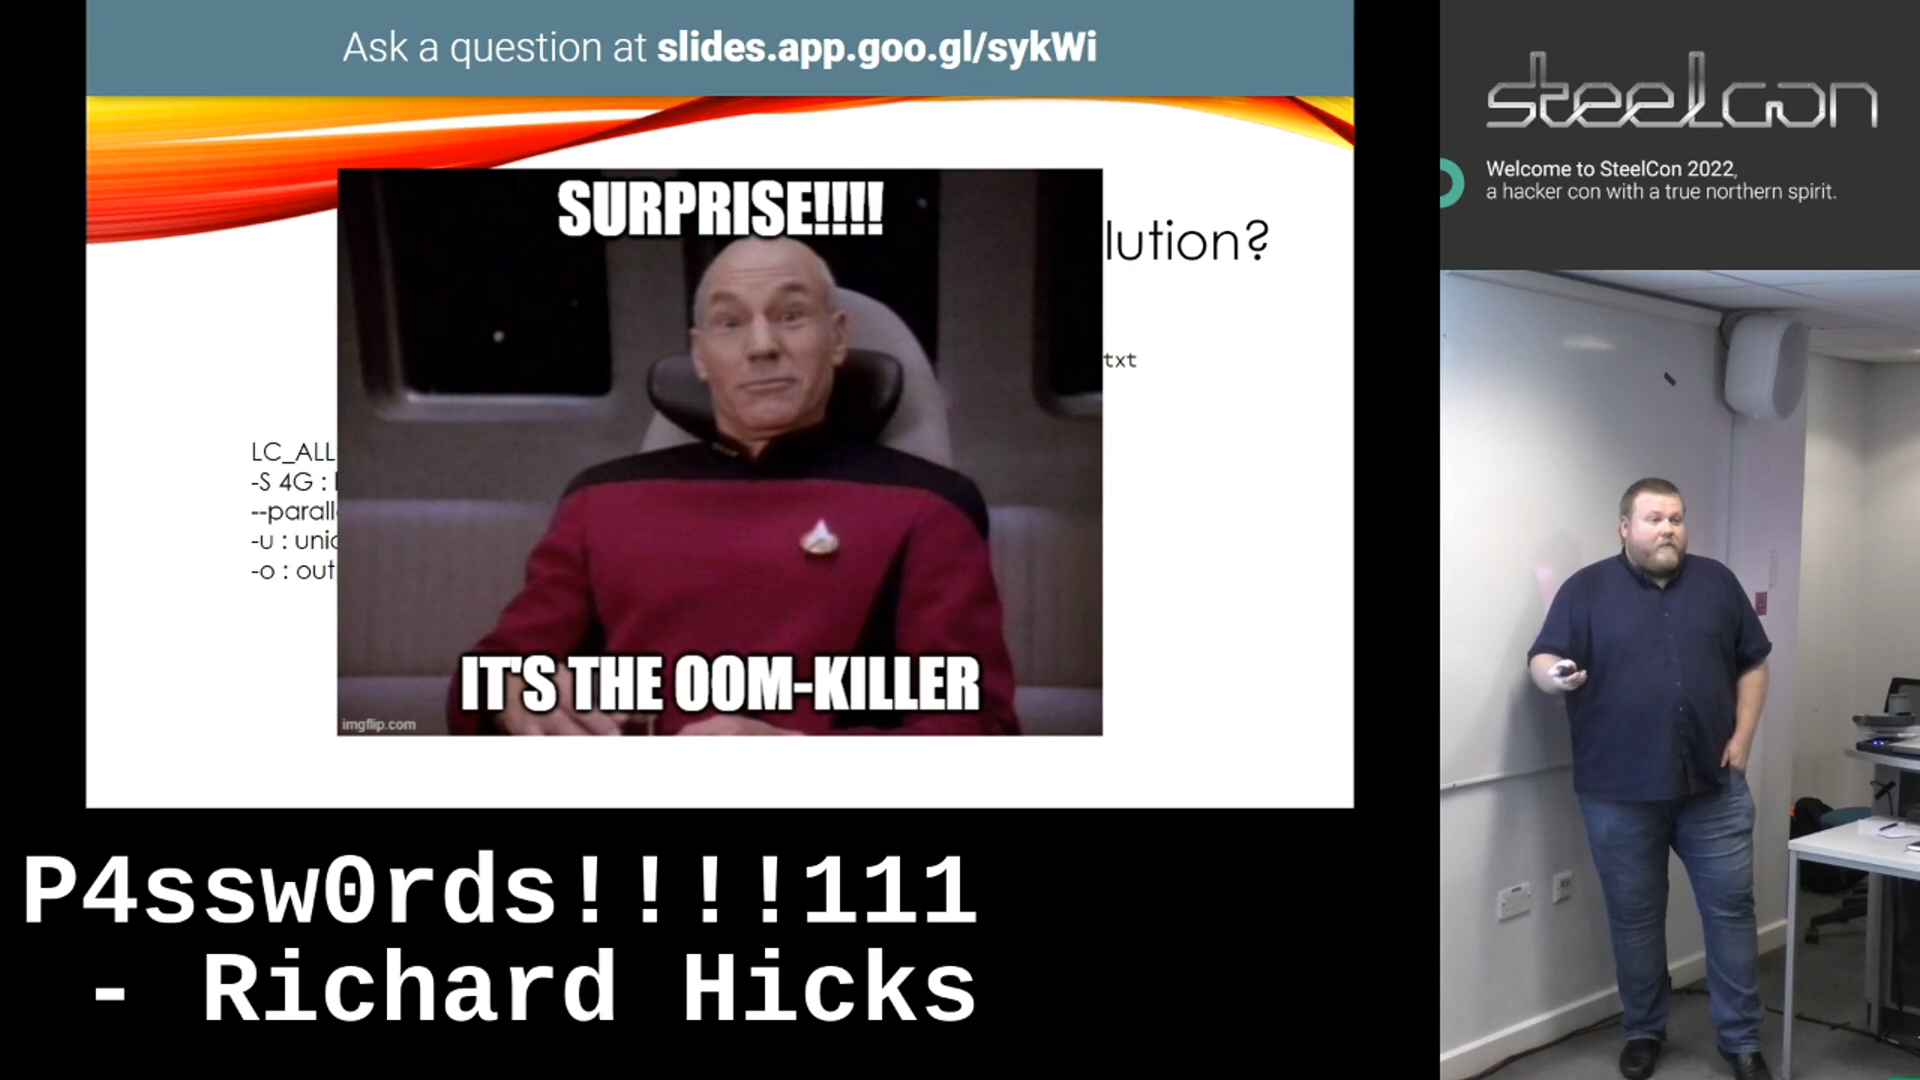 Ask a question at slides.app.goo.gl/sykWi
SURPRISE!!!!
lution?
txt
LC_ALL
-S 4G :
--parall
-u : uniq
-o : out
IT'S THE OOM-KILLER
imgflip.com
P4ssw0rds!!!!111
- Richard Hicks
steelcon
Welcome to SteelCon 2022,
a hacker con with a true northern spirit.